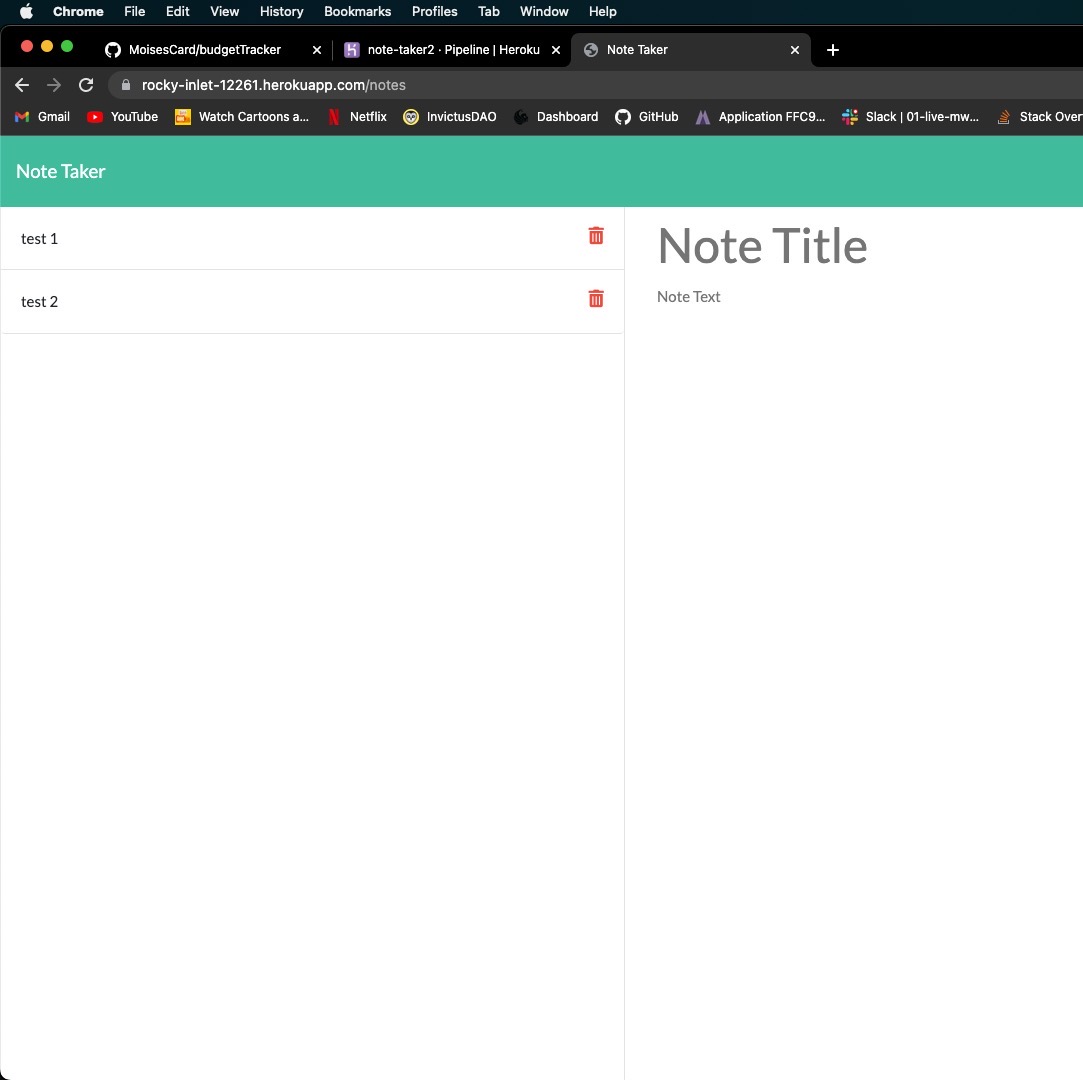 Chrome File Edit View History Bookmarks Profiles Tab Window Help
MoisesCard/budgetTracker note-taker2 · Pipeline | Heroku Note Taker
rocky-inlet-12261.herokuapp.com/notes
Gmail YouTube Watch Cartoons a... Netflix InvictusDAO Dashboard GitHub Application FFC9... Slack | 01-live-mw... Stack Over
Note Taker
test 1
test 2
Note Title
Note Text